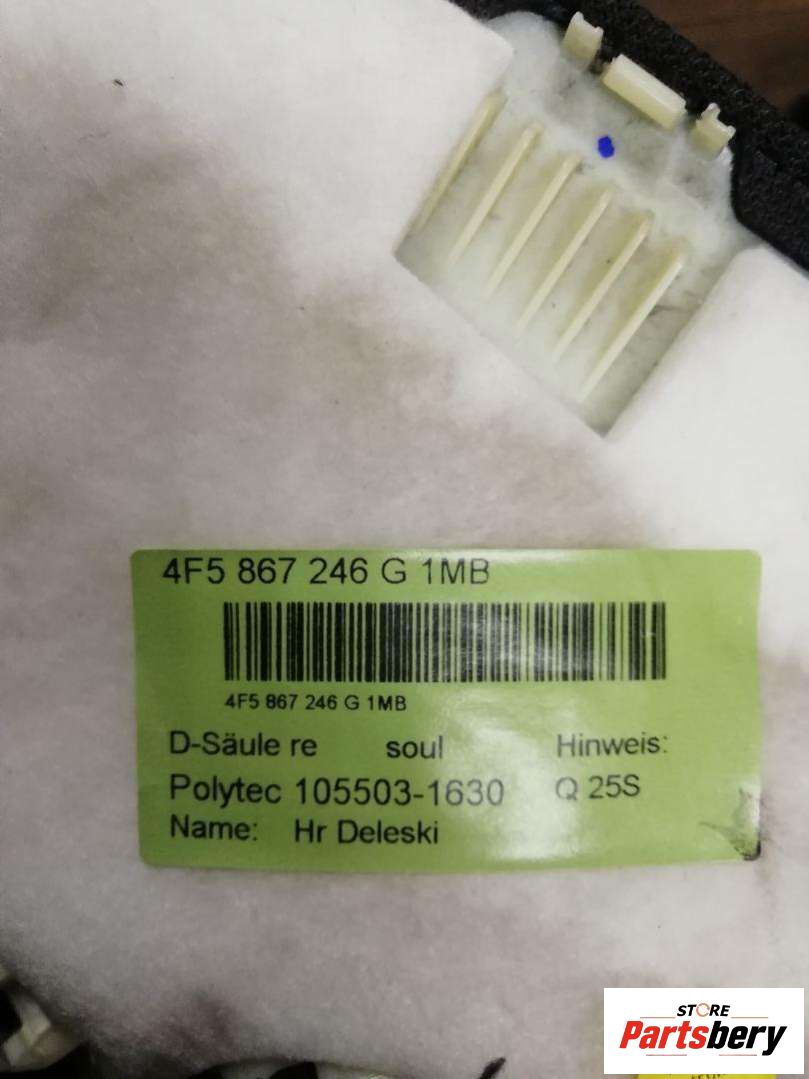 4F5 867 246 G 1MB
4F5 867 246 G 1MB
D-Säule re soul Hinweis:
Polytec 105503-1630 Q 25S
Name: Hr Deleski
STORE
Partsbery